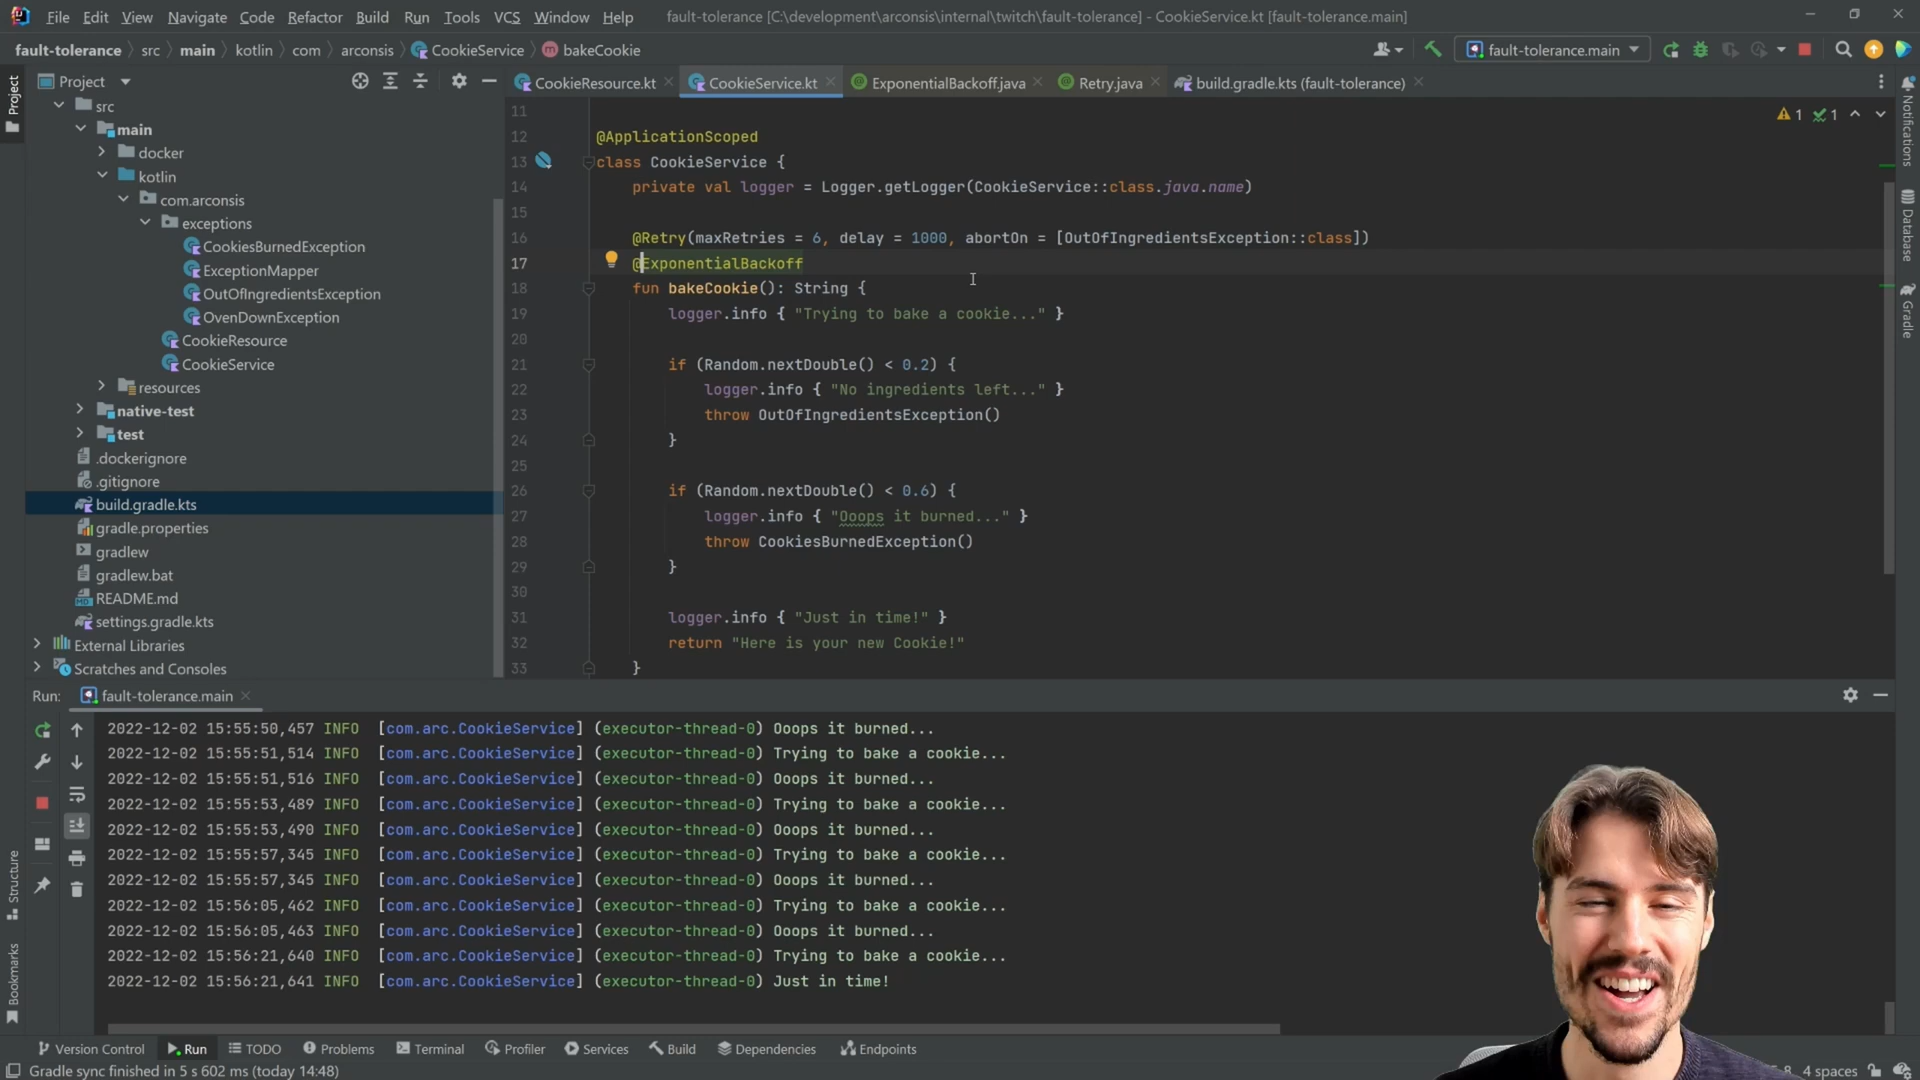 File Edit View Navigate Code Refactor Build Run Tools VCS Window Help fault-tolerance [C:\development\arconsis\internal\twitch\fault-tolerance] - CookieService.kt [fault-tolerance.main]
fault-tolerance src main kotlin com arconsis CookieService bakeCookie fault-tolerance.main
Project CookieResource.kt CookieService.kt ExponentialBackoff.java Retry.java build.gradle.kts (fault-tolerance)
Project
Notifications
Database
Gradle
src
main
docker
kotlin
com.arconsis
exceptions
CookiesBurnedException
ExceptionMapper
OutOfIngredientsException
OvenDownException
CookieResource
CookieService
resources
native-test
test
.dockerignore
.gitignore
build.gradle.kts
gradle.properties
gradlew
gradlew.bat
README.md
settings.gradle.kts
External Libraries
Scratches and Consoles
1 1
11
12 @ApplicationScoped
13 class CookieService {
14 private val logger = Logger.getLogger(CookieService::class.java.name)
15
16 @Retry(maxRetries = 6, delay = 1000, abortOn = [OutOfIngredientsException::class])
17 @ExponentialBackoff
18 fun bakeCookie(): String {
19 logger.info { "Trying to bake a cookie..." }
20
21 if (Random.nextDouble() < 0.2) {
22 logger.info { "No ingredients left..." }
23 throw OutOfIngredientsException()
24 }
25
26 if (Random.nextDouble() < 0.6) {
27 logger.info { "Ooops it burned..." }
28 throw CookiesBurnedException()
29 }
30
31 logger.info { "Just in time!" }
32 return "Here is your new Cookie!"
33 }
Run: fault-tolerance.main
2022-12-02 15:55:50,457 INFO [com.arc.CookieService] (executor-thread-0) Ooops it burned...
2022-12-02 15:55:51,514 INFO [com.arc.CookieService] (executor-thread-0) Trying to bake a cookie...
2022-12-02 15:55:51,516 INFO [com.arc.CookieService] (executor-thread-0) Ooops it burned...
2022-12-02 15:55:53,489 INFO [com.arc.CookieService] (executor-thread-0) Trying to bake a cookie...
2022-12-02 15:55:53,490 INFO [com.arc.CookieService] (executor-thread-0) Ooops it burned...
2022-12-02 15:55:57,345 INFO [com.arc.CookieService] (executor-thread-0) Trying to bake a cookie...
2022-12-02 15:55:57,345 INFO [com.arc.CookieService] (executor-thread-0) Ooops it burned...
2022-12-02 15:56:05,462 INFO [com.arc.CookieService] (executor-thread-0) Trying to bake a cookie...
2022-12-02 15:56:05,463 INFO [com.arc.CookieService] (executor-thread-0) Ooops it burned...
2022-12-02 15:56:21,640 INFO [com.arc.CookieService] (executor-thread-0) Trying to bake a cookie...
2022-12-02 15:56:21,641 INFO [com.arc.CookieService] (executor-thread-0) Just in time!
Structure
Bookmarks
Version Control Run TODO Problems Terminal Profiler Services Build Dependencies Endpoints
Gradle sync finished in 5 s 602 ms (today 14:48) 4 spaces